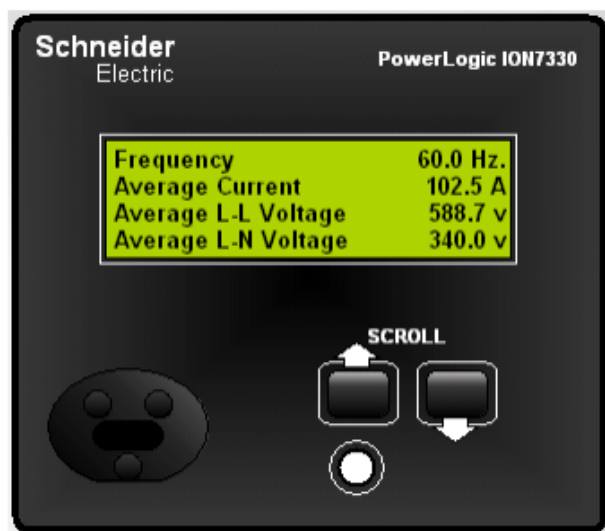 Schneider
Electric
PowerLogic ION7330
Frequency 60.0 Hz.
Average Current 102.5 A
Average L-L Voltage 588.7 v
Average L-N Voltage 340.0 v
SCROLL